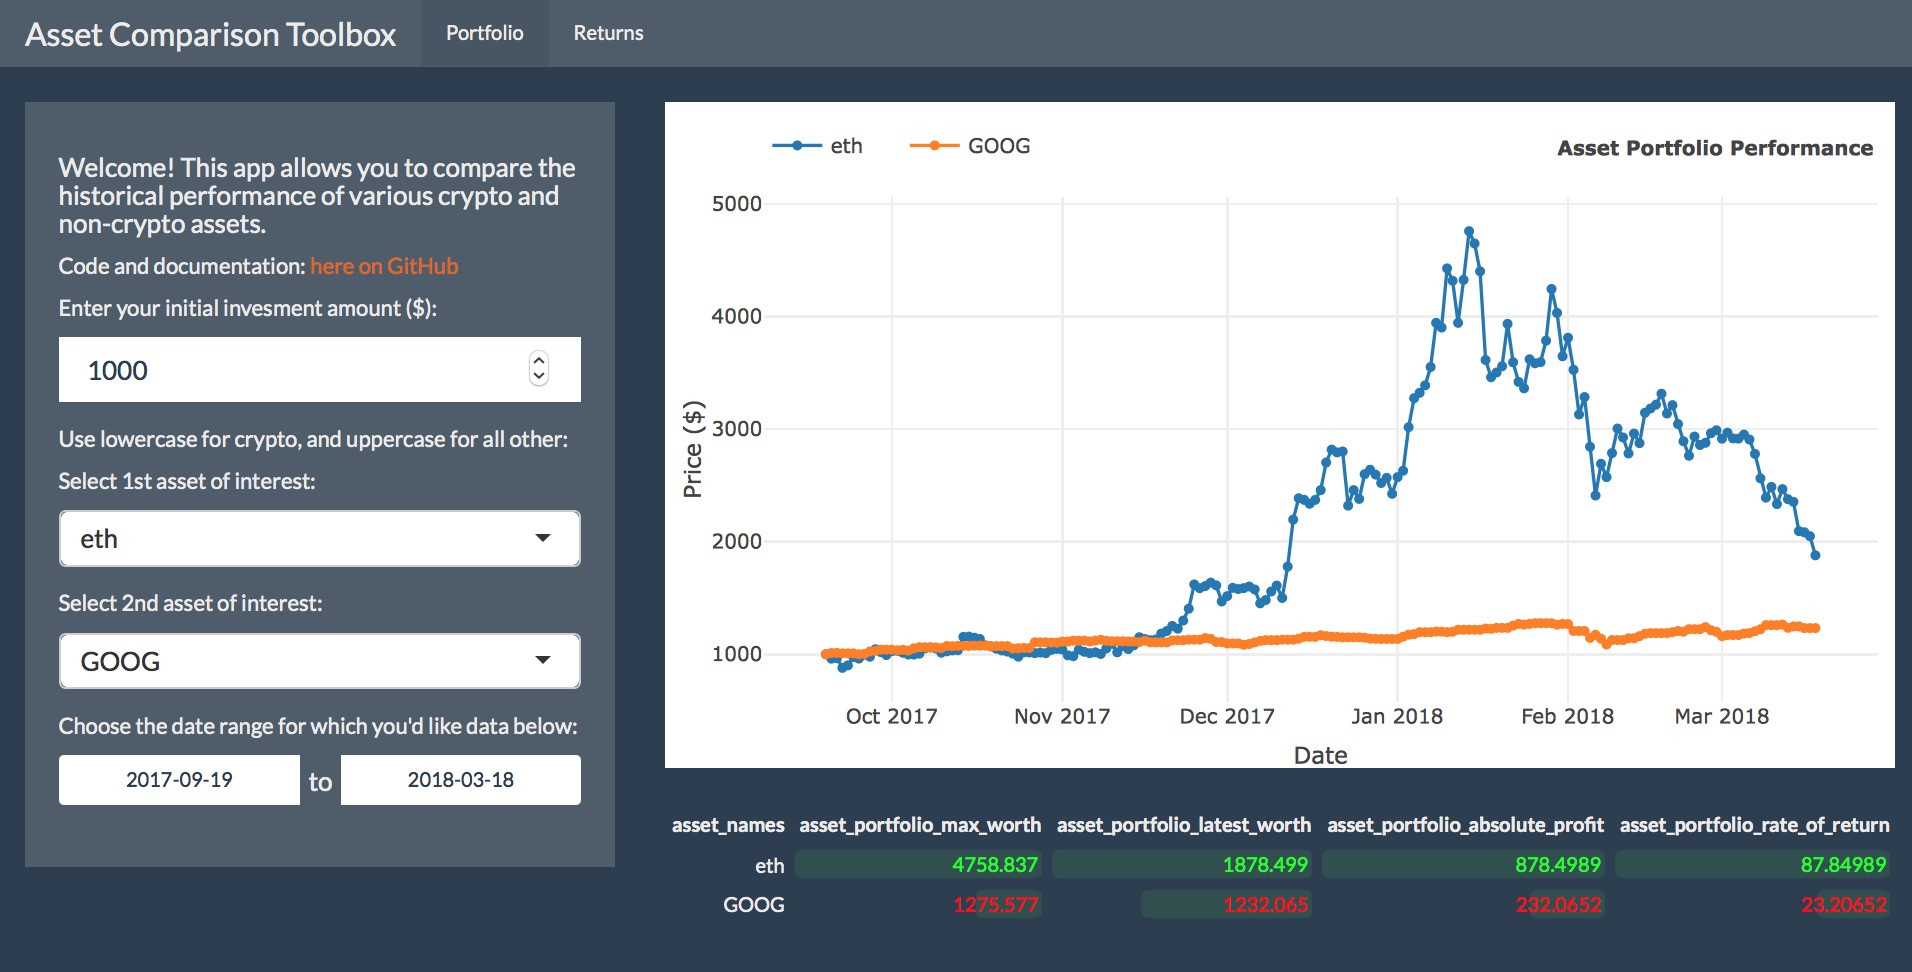 Asset Comparison Toolbox Portfolio Returns
Welcome! This app allows you to compare the
historical performance of various crypto and
non-crypto assets.
Code and documentation: here on GitHub
Enter your initial invesment amount ($):
1000
Use lowercase for crypto, and uppercase for all other:
Select 1st asset of interest:
eth
Select 2nd asset of interest:
GOOG
Choose the date range for which you'd like data below:
2017-09-19 to 2018-03-18
eth GOOG
Asset Portfolio Performance
5000
4000
3000
2000
1000
Price ($)
Oct 2017 Nov 2017 Dec 2017 Jan 2018 Feb 2018 Mar 2018
Date
asset_names asset_portfolio_max_worth asset_portfolio_latest_worth asset_portfolio_absolute_profit asset_portfolio_rate_of_return
eth 4758.837 1878.499 878.4989 87.84989
GOOG 1275.577 1232.065 232.0652 23.20652